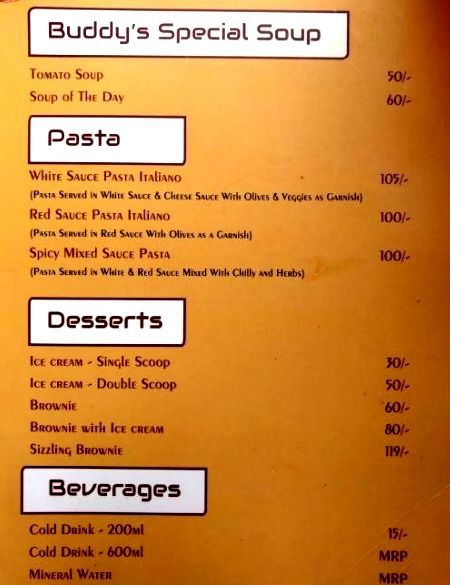 Buddy's Special Soup
Tomato Soup 50/-
Soup of The Day 60/-
Pasta
White Sauce Pasta Italiano 105/-
(Pasta Served in White Sauce & Cheese Sauce With Olives & Veggies as Garnish)
Red Sauce Pasta Italiano 100/-
(Pasta Served in Red Sauce With Olives as a Garnish)
Spicy Mixed Sauce Pasta 100/-
(Pasta Served in White & Red Sauce Mixed With Chilly and Herbs)
Desserts
Ice cream - Single Scoop 30/-
Ice cream - Double Scoop 50/-
Brownie 60/-
Brownie with Ice cream 80/-
Sizzling Brownie 119/-
Beverages
Cold Drink - 200ml 15/-
Cold Drink - 600ml MRP
Mineral Water MRP